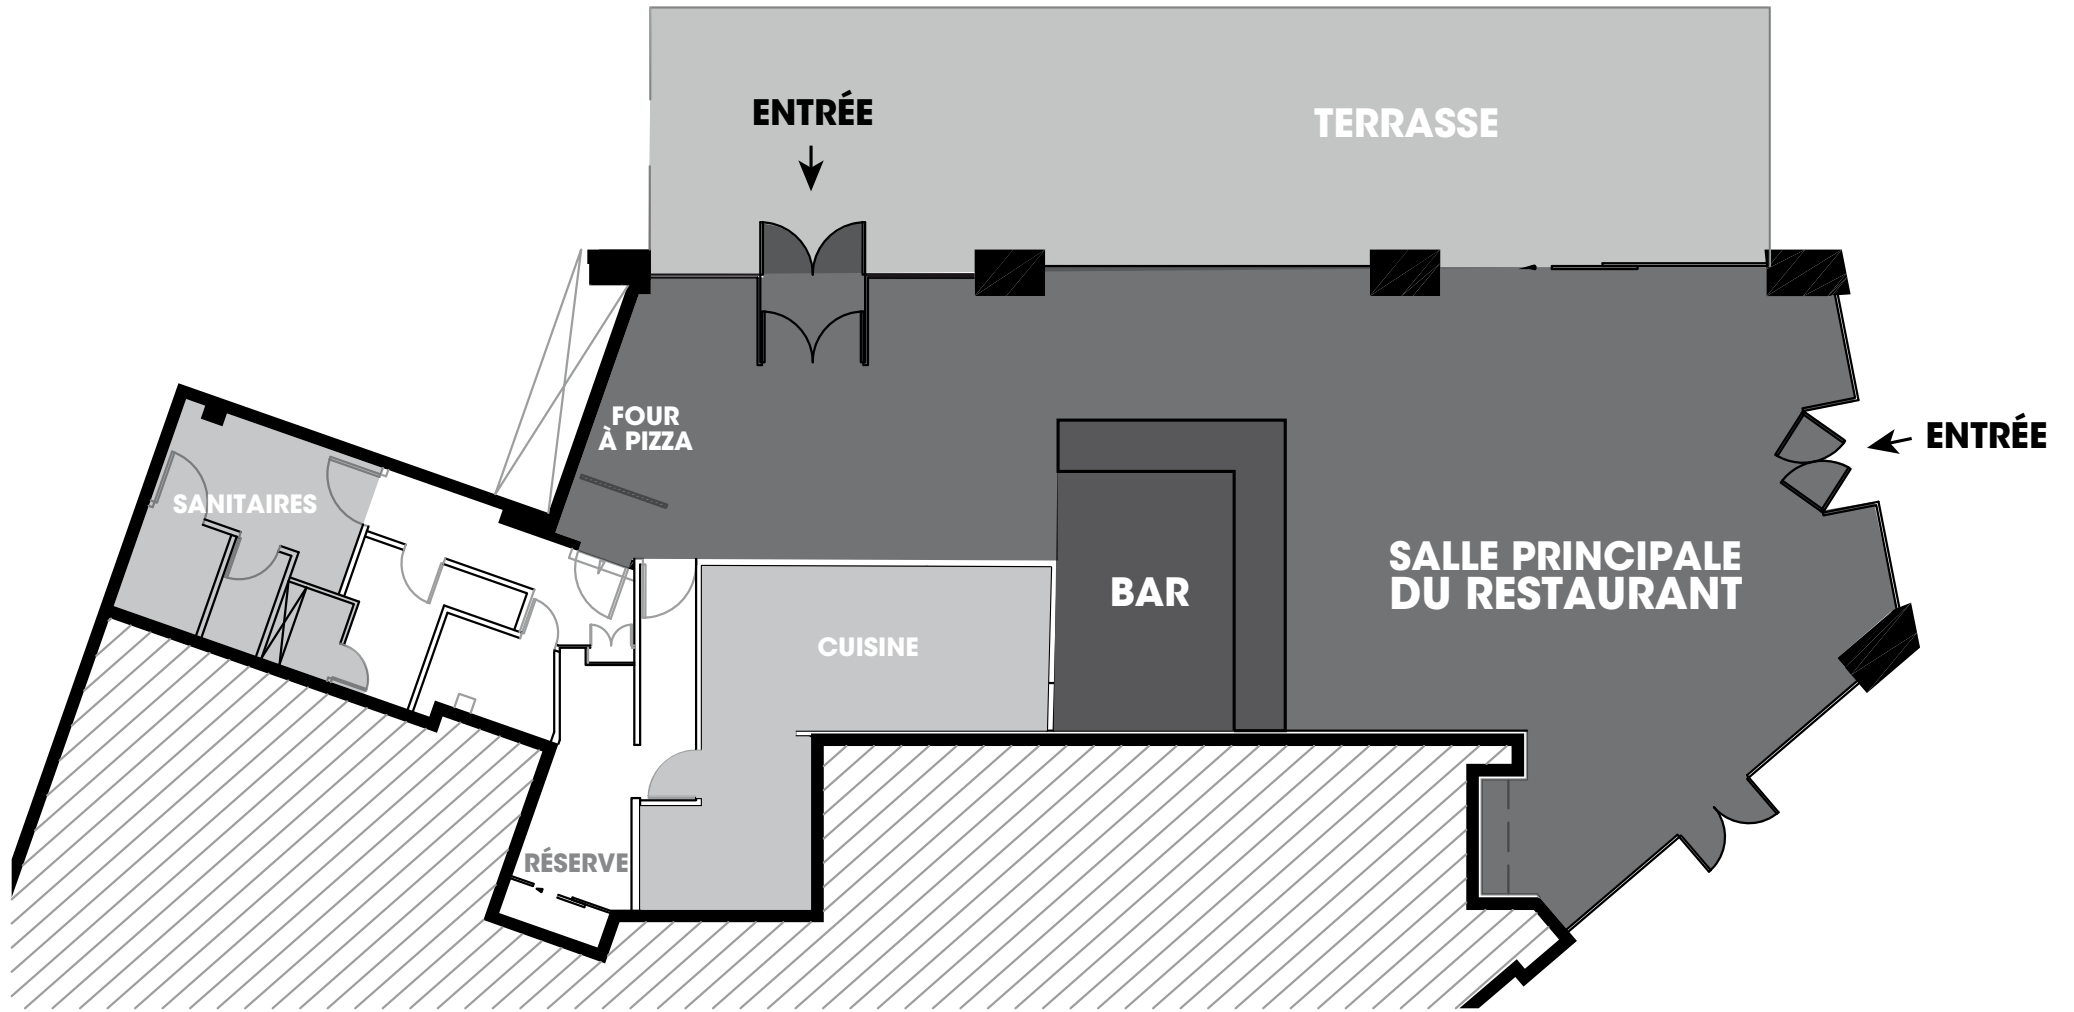 ENTRÉE
TERRASSE
FOUR
À PIZZA
ENTRÉE
SANITAIRES
SALLE PRINCIPALE
DU RESTAURANT
BAR
CUISINE
RÉSERVE